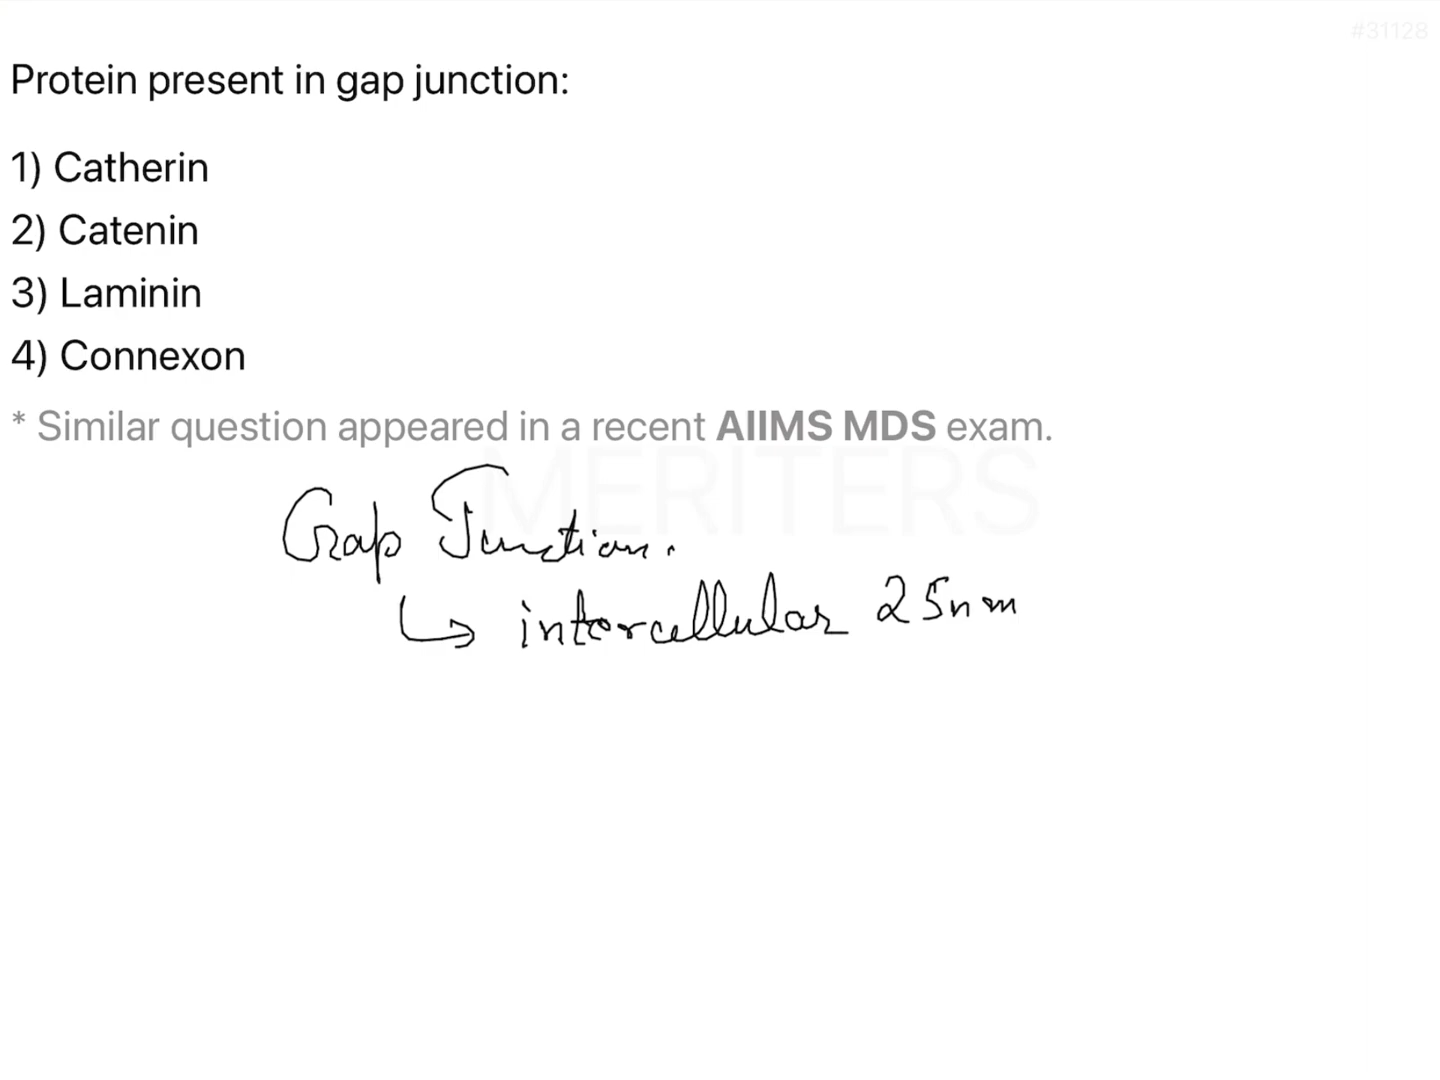 #31128
Protein present in gap junction:
1) Catherin
2) Catenin
3) Laminin
4) Connexon
* Similar question appeared in a recent AIIMS MDS exam.
MERITERS
Gap Junction.
↳ intercellular 25nm